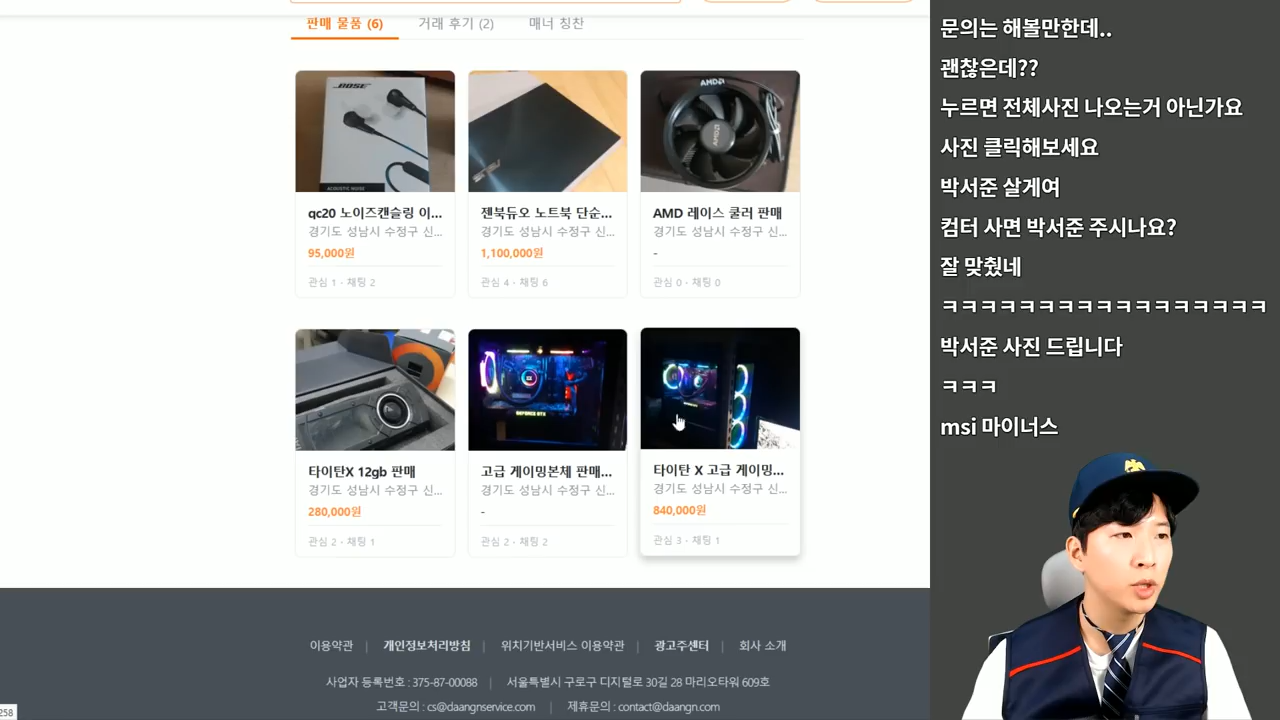 판매 물품 (6)
거래 후기 (2)
매너 칭찬
BOSE
ACOUSTIC NOISE
AMD
AMD
qc20 노이즈캔슬링 이...
경기도 성남시 수정구 신...
95,000원
관심 1 · 채팅 2
젠북듀오 노트북 단순...
경기도 성남시 수정구 신...
1,100,000원
관심 4 · 채팅 6
AMD 레이스 쿨러 판매
경기도 성남시 수정구 신...
-
관심 0 · 채팅 0
GEFORCE GTX
타이탄X 12gb 판매
경기도 성남시 수정구 신...
280,000원
관심 2 · 채팅 1
고급 게이밍본체 판매...
경기도 성남시 수정구 신...
-
관심 2 · 채팅 2
타이탄 X 고급 게이밍...
경기도 성남시 수정구 신...
840,000원
관심 3 · 채팅 1
이용약관 | 개인정보처리방침 | 위치기반서비스 이용약관 | 광고주센터 | 회사 소개
사업자 등록번호 : 375-87-00088 | 서울특별시 구로구 디지털로 30길 28 마리오타워 609호
고객문의 : cs@daangnservice.com | 제휴문의 : contact@daangn.com
258
문의는 해볼만한데..
괜찮은데??
누르면 전체사진 나오는거 아닌가요
사진 클릭해보세요
박서준 살게여
컴터 사면 박서준 주시나요?
잘 맞췄네
ㅋㅋㅋㅋㅋㅋㅋㅋㅋㅋㅋㅋㅋㅋㅋㅋㅋ
박서준 사진 드립니다
ㅋㅋㅋ
msi 마이너스